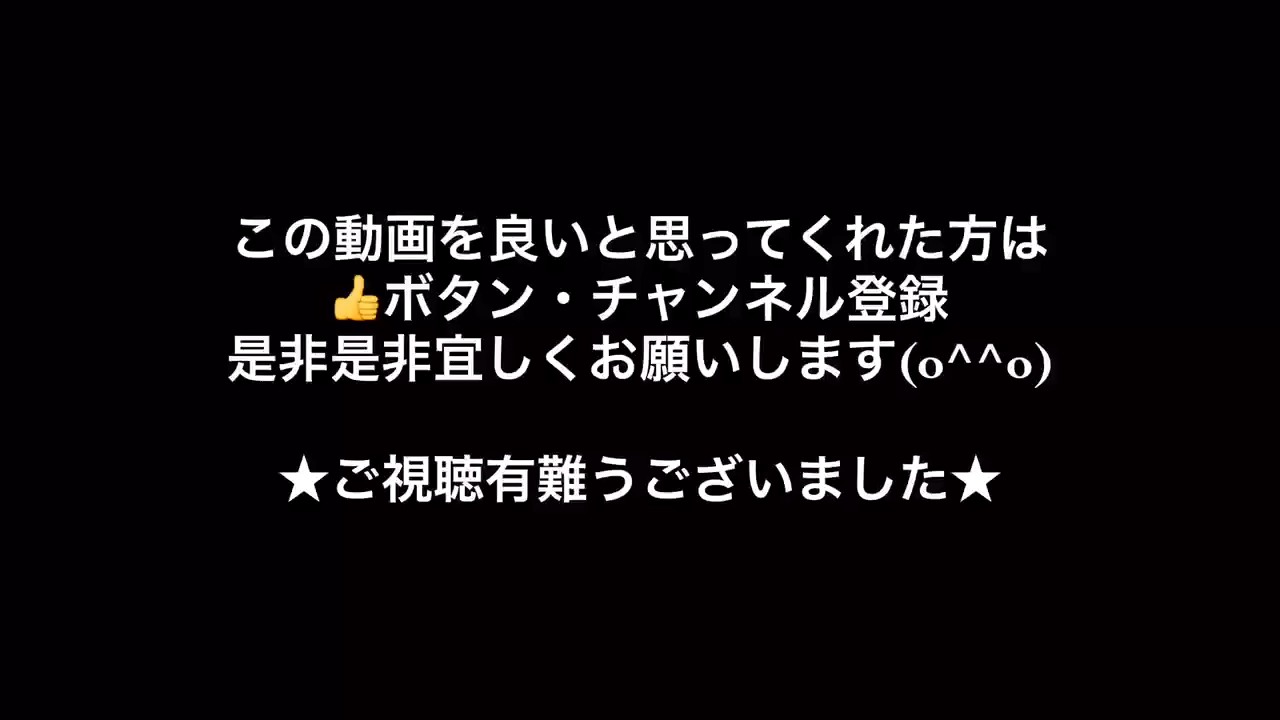 この動画を良いと思ってくれた方は
👍ボタン・チャンネル登録
是非是非宜しくお願いします(o^^o)
★ご視聴有難うございました★